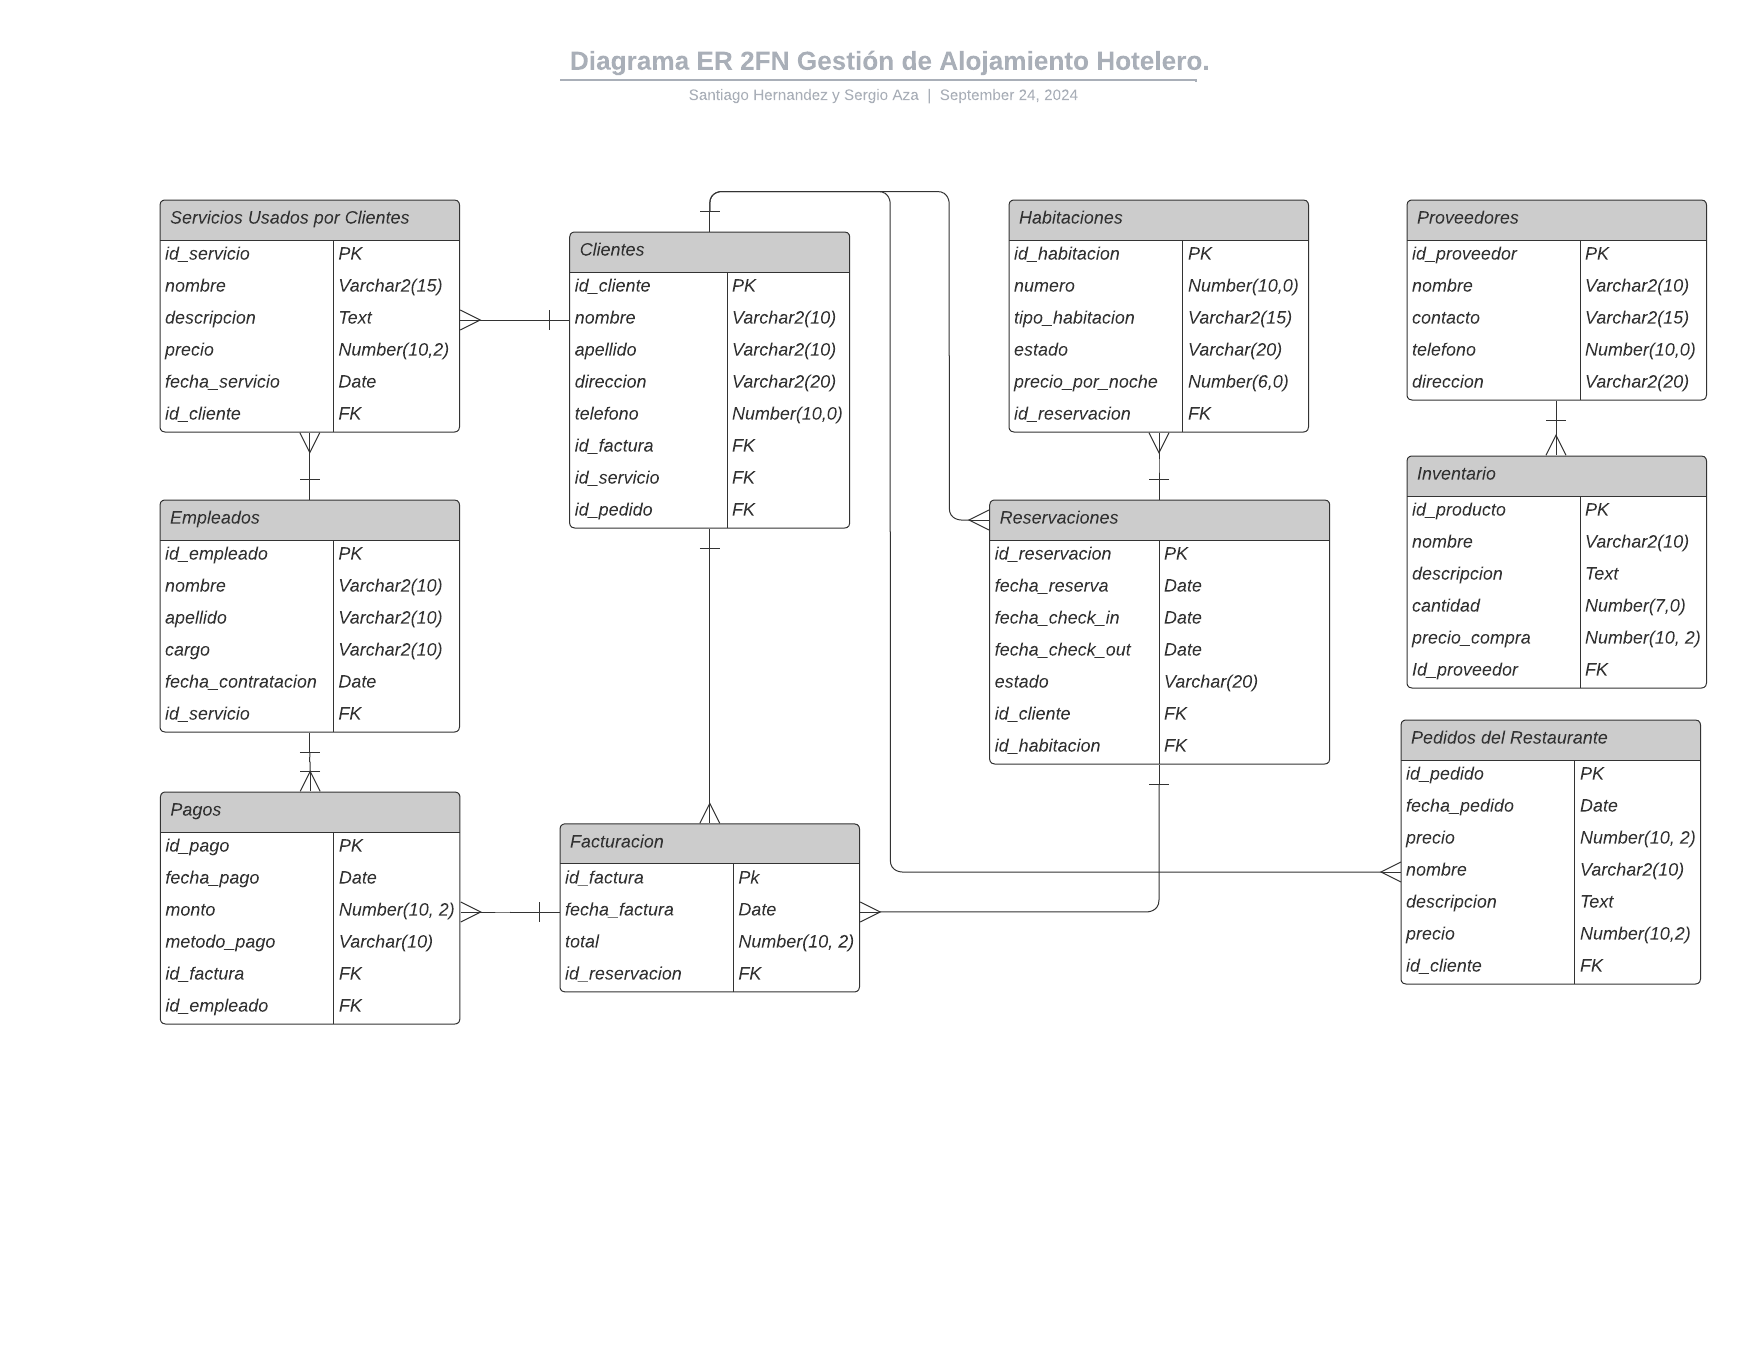 Diagrama ER 2FN Gestión de Alojamiento Hotelero.
Santiago Hernandez y Sergio Aza | September 24, 2024
Servicios Usados por Clientes
id_servicio PK
nombre Varchar2(15)
descripcion Text
precio Number(10,2)
fecha_servicio Date
id_cliente FK
Empleados
id_empleado PK
nombre Varchar2(10)
apellido Varchar2(10)
cargo Varchar2(10)
fecha_contratacion Date
id_servicio FK
Pagos
id_pago PK
fecha_pago Date
monto Number(10, 2)
metodo_pago Varchar(10)
id_factura FK
id_empleado FK
Clientes
id_cliente PK
nombre Varchar2(10)
apellido Varchar2(10)
direccion Varchar2(20)
telefono Number(10,0)
id_factura FK
id_servicio FK
id_pedido FK
Facturacion
id_factura Pk
fecha_factura Date
total Number(10, 2)
id_reservacion FK
Habitaciones
id_habitacion PK
numero Number(10,0)
tipo_habitacion Varchar2(15)
estado Varchar(20)
precio_por_noche Number(6,0)
id_reservacion FK
Reservaciones
id_reservacion PK
fecha_reserva Date
fecha_check_in Date
fecha_check_out Date
estado Varchar(20)
id_cliente FK
id_habitacion FK
Proveedores
id_proveedor PK
nombre Varchar2(10)
contacto Varchar2(15)
telefono Number(10,0)
direccion Varchar2(20)
Inventario
id_producto PK
nombre Varchar2(10)
descripcion Text
cantidad Number(7,0)
precio_compra Number(10, 2)
Id_proveedor FK
Pedidos del Restaurante
id_pedido PK
fecha_pedido Date
precio Number(10, 2)
nombre Varchar2(10)
descripcion Text
precio Number(10,2)
id_cliente FK